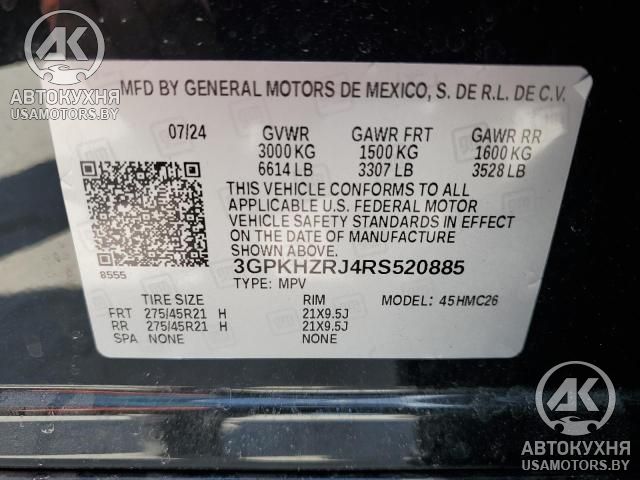 AK
АВТОКУХНЯ
USAMOTORS.BY
MFD BY GENERAL MOTORS DE MEXICO, S. DE R.L. DE C.V.
07/24 GVWR GAWR FRT GAWR RR
3000 KG 1500 KG 1600 KG
6614 LB 3307 LB 3528 LB
THIS VEHICLE CONFORMS TO ALL
APPLICABLE U.S. FEDERAL MOTOR
VEHICLE SAFETY STANDARDS IN EFFECT
ON THE DATE OF MANUFACTURE
SHOWN ABOVE.
8555 3GPKHZRJ4RS520885
TYPE: MPV MODEL: 45HMC26
TIRE SIZE RIM
FRT 275/45R21 H 21X9.5J
RR 275/45R21 H 21X9.5J
SPA NONE NONE
AK
АВТОКУХНЯ
USAMOTORS.BY